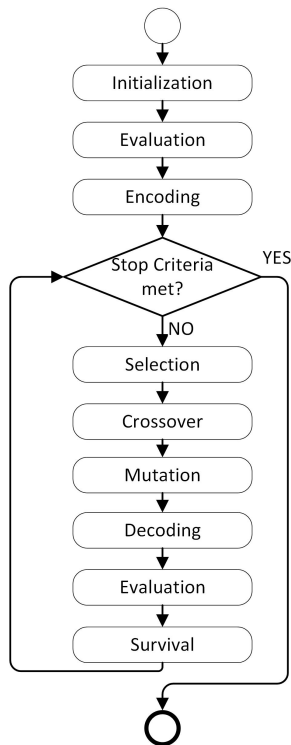 Initialization
Evaluation
Encoding
Stop Criteria
met?
YES
NO
Selection
Crossover
Mutation
Decoding
Evaluation
Survival